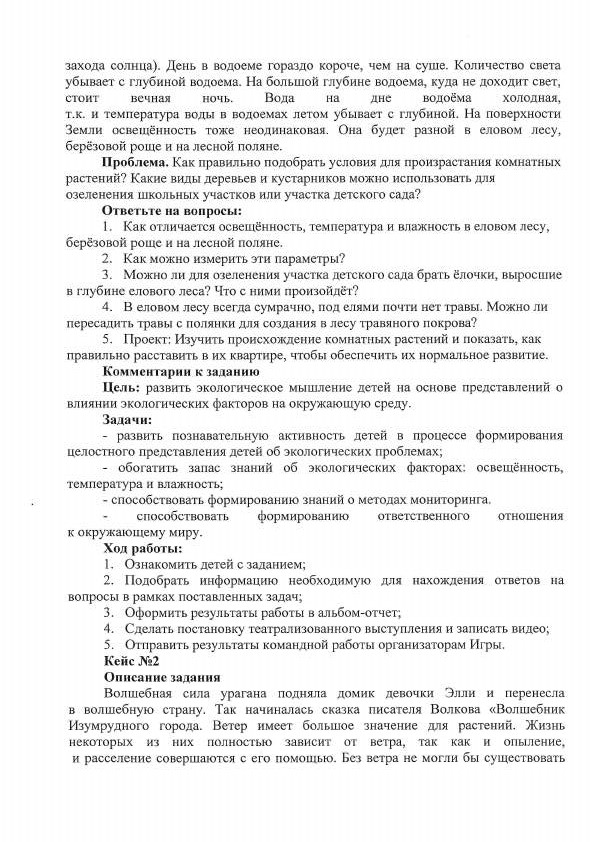 захода солнца). День в водоеме гораздо короче, чем на суше. Количество света
убывает с глубиной водоема. На большой глубине водоема, куда не доходит свет,
стоит вечная ночь. Вода на дне водоёма холодная,
т.к. и температура воды в водоемах летом убывает с глубиной. На поверхности
Земли освещённость тоже неодинаковая. Она будет разной в еловом лесу,
берёзовой роще и на лесной поляне.
Проблема. Как правильно подобрать условия для произрастания комнатных
растений? Какие виды деревьев и кустарников можно использовать для
озеленения школьных участков или участка детского сада?
Ответьте на вопросы:
1. Как отличается освещённость, температура и влажность в еловом лесу,
берёзовой роще и на лесной поляне.
2. Как можно измерить эти параметры?
3. Можно ли для озеленения участка детского сада брать ёлочки, выросшие
в глубине елового леса? Что с ними произойдёт?
4. В еловом лесу всегда сумрачно, под елями почти нет травы. Можно ли
пересадить травы с полянки для создания в лесу травяного покрова?
5. Проект: Изучить происхождение комнатных растений и показать, как
правильно расставить в их квартире, чтобы обеспечить их нормальное развитие.
Комментарии к заданию
Цель: развить экологическое мышление детей на основе представлений о
влиянии экологических факторов на окружающую среду.
Задачи:
- развить познавательную активность детей в процессе формирования
целостного представления детей об экологических проблемах;
- обогатить запас знаний об экологических факторах: освещённость,
температура и влажность;
- способствовать формированию знаний о методах мониторинга.
- способствовать формированию ответственного отношения
к окружающему миру.
Ход работы:
1. Ознакомить детей с заданием;
2. Подобрать информацию необходимую для нахождения ответов на
вопросы в рамках поставленных задач;
3. Оформить результаты работы в альбом-отчет;
4. Сделать постановку театрализованного выступления и записать видео;
5. Отправить результаты командной работы организаторам Игры.
Кейс №2
Описание задания
Волшебная сила урагана подняла домик девочки Элли и перенесла
в волшебную страну. Так начиналась сказка писателя Волкова «Волшебник
Изумрудного города. Ветер имеет большое значение для растений. Жизнь
некоторых из них полностью зависит от ветра, так как и опыление,
и расселение совершаются с его помощью. Без ветра не могли бы существовать